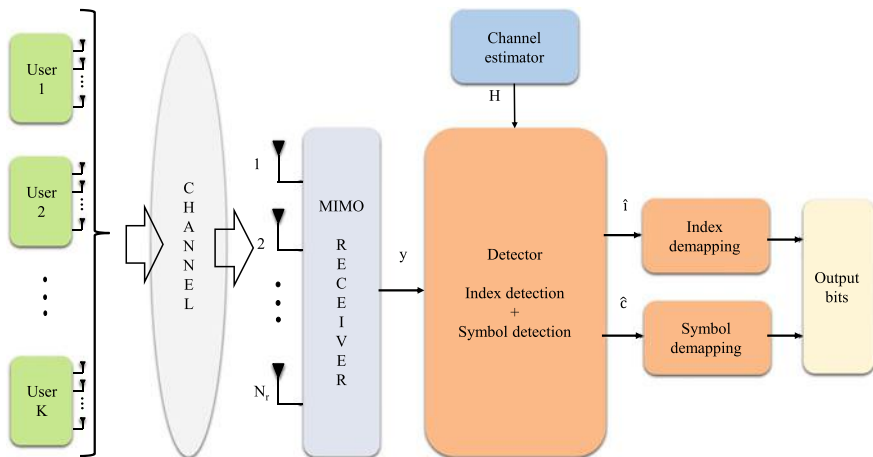 User
1
User
2
User
K
C
H
A
N
N
E
L
1
2
Nr
MIMO
R
E
C
E
I
V
E
R
y
Channel
estimator
H
Detector
Index detection
+
Symbol detection
î
ĉ
Index
demapping
Symbol
demapping
Output
bits